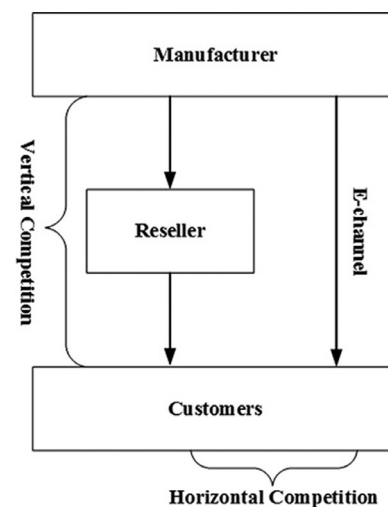 Manufacturer
Vertical Competition
Reseller
E-channel
Customers
Horizontal Competition